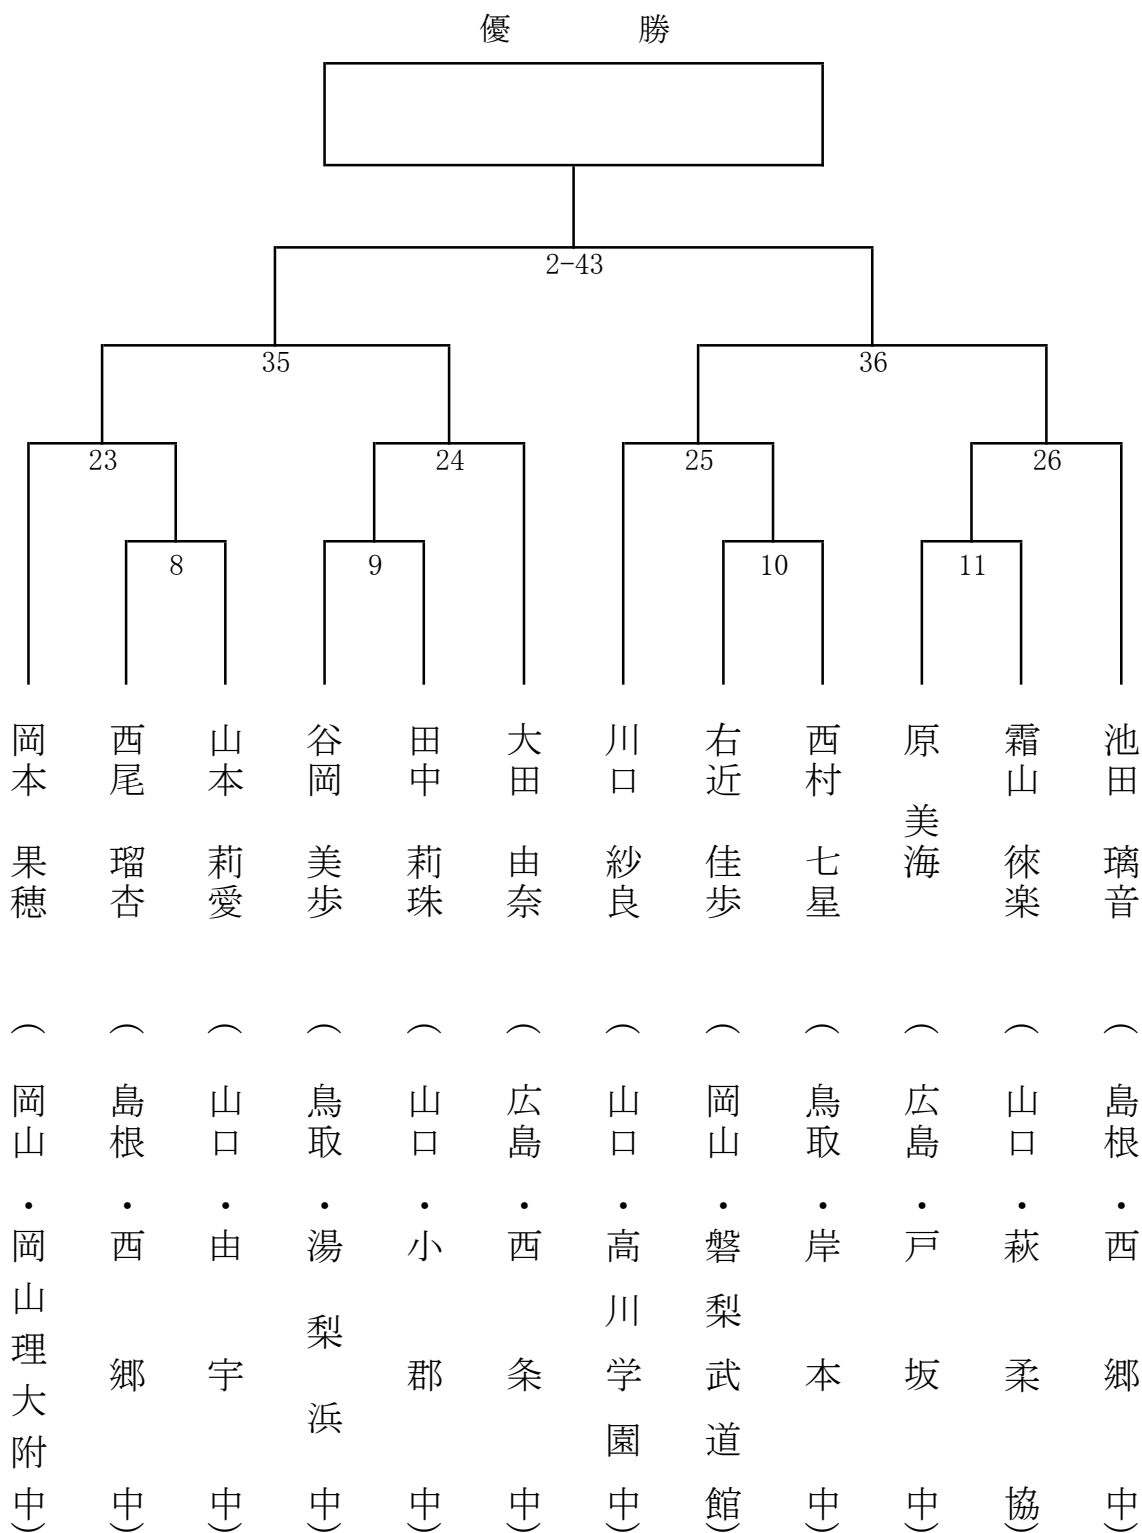 優　勝
2-43
35
36
23
24
25
26
8
9
10
11
岡本 果穂 （岡山・岡山理大附中）
西尾 瑠杏 （島根・西郷中）
山本 莉愛 （山口・由宇中）
谷岡 美歩 （鳥取・湯梨浜中）
田中 莉珠 （山口・小郡中）
大田 由奈 （広島・西条中）
川口 紗良 （山口・高川学園中）
右近 佳歩 （岡山・磐梨武道館）
西村 七星 （鳥取・岸本中）
原 美海 （広島・戸坂中）
霜山 徠楽 （山口・萩柔協）
池田 璃音 （島根・西郷中）